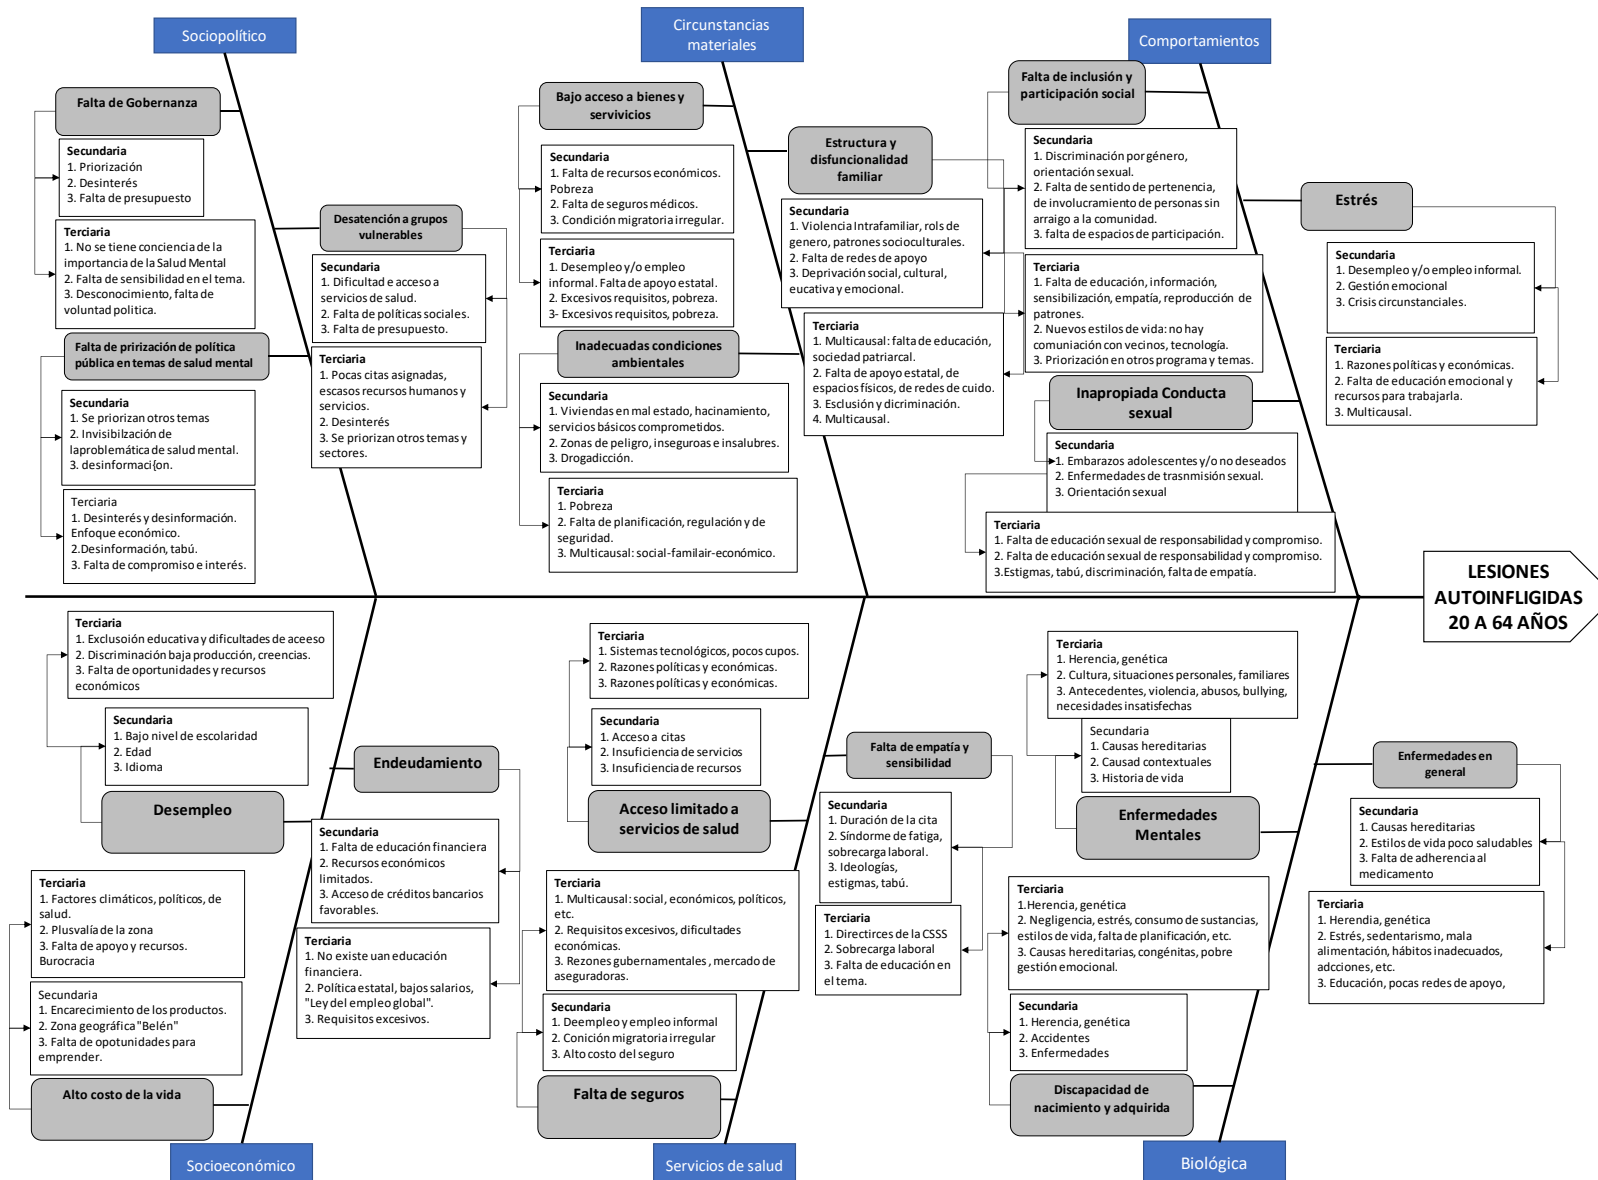 Sociopolítico
Circunstancias
materiales
Comportamientos
Falta de Gobernanza
Secundaria
1. Priorización
2. Desinterés
3. Falta de presupuesto
Terciaria
1. No se tiene conciencia de la
importancia de la Salud Mental
2. Falta de sensibilidad en el tema.
3. Desconocimiento, falta de
voluntad politica.
Desatención a grupos
vulnerables
Secundaria
1. Dificultad e acceso a
servicios de salud.
2. Falta de políticas sociales.
3. Falta de presupuesto.
Terciaria
1. Pocas citas asignadas,
escasos recursos humanos y
servicios.
2. Desinterés
3. Se priorizan otros temas y
sectores.
Falta de prirización de política
pública en temas de salud mental
Secundaria
1. Se priorizan otros temas
2. Invisibilzación de
laproblemática de salud mental.
3. desinformaci{on.
Terciaria
1. Desinterés y desinformación.
Enfoque económico.
2.Desinformación, tabú.
3. Falta de compromiso e interés.
Bajo acceso a bienes y
servivicios
Secundaria
1. Falta de recursos económicos.
Pobreza
2. Falta de seguros médicos.
3. Condición migratoria irregular.
Terciaria
1. Desempleo y/o empleo
informal. Falta de apoyo estatal.
2. Excesivos requisitos, pobreza.
3- Excesivos requisitos, pobreza.
Inadecuadas condiciones
ambientales
Secundaria
1. Viviendas en mal estado, hacinamiento,
servicios básicos comprometidos.
2. Zonas de peligro, inseguroas e insalubres.
3. Drogadicción.
Terciaria
1. Pobreza
2. Falta de planificación, regulación y de
seguridad.
3. Multicausal: social-familair-económico.
Estructura y
disfuncionalidad
familiar
Secundaria
1. Violencia Intrafamiliar, rols de
genero, patrones socioculturales.
2. Falta de redes de apoyo
3. Deprivación social, cultural,
eucativa y emocional.
Terciaria
1. Multicausal: falta de educación,
sociedad patriarcal.
2. Falta de apoyo estatal, de
espacios físicos, de redes de cuido.
3. Esclusión y dicriminación.
4. Multicausal.
Falta de inclusión y
participación social
Secundaria
1. Discriminación por género,
orientación sexual.
2. Falta de sentido de pertenencia,
de involucramiento de personas sin
arraigo a la comunidad.
3. falta de espacios de participación.
Terciaria
1. Falta de educación, información,
sensibilización, empatía, reproducción de
patrones.
2. Nuevos estilos de vida: no hay
comuniación con vecinos, tecnología.
3. Priorización en otros programa y temas.
Inapropiada Conducta
sexual
Secundaria
1. Embarazos adolescentes y/o no deseados
2. Enfermedades de trasnmisión sexual.
3. Orientación sexual
Terciaria
1. Falta de educación sexual de responsabilidad y compromiso.
2. Falta de educación sexual de responsabilidad y compromiso.
3.Estigmas, tabú, discriminación, falta de empatía.
Estrés
Secundaria
1. Desempleo y/o empleo informal.
2. Gestión emocional
3. Crisis circunstanciales.
Terciaria
1. Razones políticas y económicas.
2. Falta de educación emocional y
recursos para trabajarla.
3. Multicausal.
LESIONES
AUTOINFLIGIDAS
20 A 64 AÑOS
Terciaria
1. Exclusoión educativa y dificultades de aceeso
2. Discriminación baja producción, creencias.
3. Falta de oportunidades y recursos
económicos
Secundaria
1. Bajo nivel de escolaridad
2. Edad
3. Idioma
Desempleo
Terciaria
1. Factores climáticos, políticos, de
salud.
2. Plusvalía de la zona
3. Falta de apoyo y recursos.
Burocracia
Secundaria
1. Encarecimiento de los productos.
2. Zona geográfica "Belén"
3. Falta de opotunidades para
emprender.
Alto costo de la vida
Endeudamiento
Secundaria
1. Falta de educación financiera
2. Recursos económicos
limitados.
3. Acceso de créditos bancarios
favorables.
Terciaria
1. No existe uan educación
financiera.
2. Política estatal, bajos salarios,
"Ley del empleo global".
3. Requisitos excesivos.
Terciaria
1. Sistemas tecnológicos, pocos cupos.
2. Razones políticas y económicas.
3. Razones políticas y económicas.
Secundaria
1. Acceso a citas
2. Insuficiencia de servicios
3. Insuficiencia de recursos
Acceso limitado a
servicios de salud
Terciaria
1. Multicausal: social, económicos, políticos,
etc.
2. Requisitos excesivos, dificultades
económicas.
3. Rezones gubernamentales , mercado de
aseguradoras.
Secundaria
1. Deempleo y empleo informal
2. Conición migratoria irregular
3. Alto costo del seguro
Falta de seguros
Falta de empatía y
sensibilidad
Secundaria
1. Duración de la cita
2. Síndorme de fatiga,
sobrecarga laboral.
3. Ideologías,
estigmas, tabú.
Terciaria
1. Directirces de la CSSS
2. Sobrecarga laboral
3. Falta de educación en
el tema.
Terciaria
1. Herencia, genética
2. Cultura, situaciones personales, familiares
3. Antecedentes, violencia, abusos, bullying,
necesidades insatisfechas
Secundaria
1. Causas hereditarias
2. Causad contextuales
3. Historia de vida
Enfermedades
Mentales
Terciaria
1.Herencia, genética
2. Negligencia, estrés, consumo de sustancias,
estilos de vida, falta de planificación, etc.
3. Causas hereditarias, congénitas, pobre
gestión emocional.
Secundaria
1. Herencia, genética
2. Accidentes
3. Enfermedades
Discapacidad de
nacimiento y adquirida
Enfermedades en
general
Secundaria
1. Causas hereditarias
2. Estilos de vida poco saludables
3. Falta de adherencia al
medicamento
Terciaria
1. Herendia, genética
2. Estrés, sedentarismo, mala
alimentación, hábitos inadecuados,
adcciones, etc.
3. Educación, pocas redes de apoyo,
Socioeconómico
Servicios de salud
Biológica